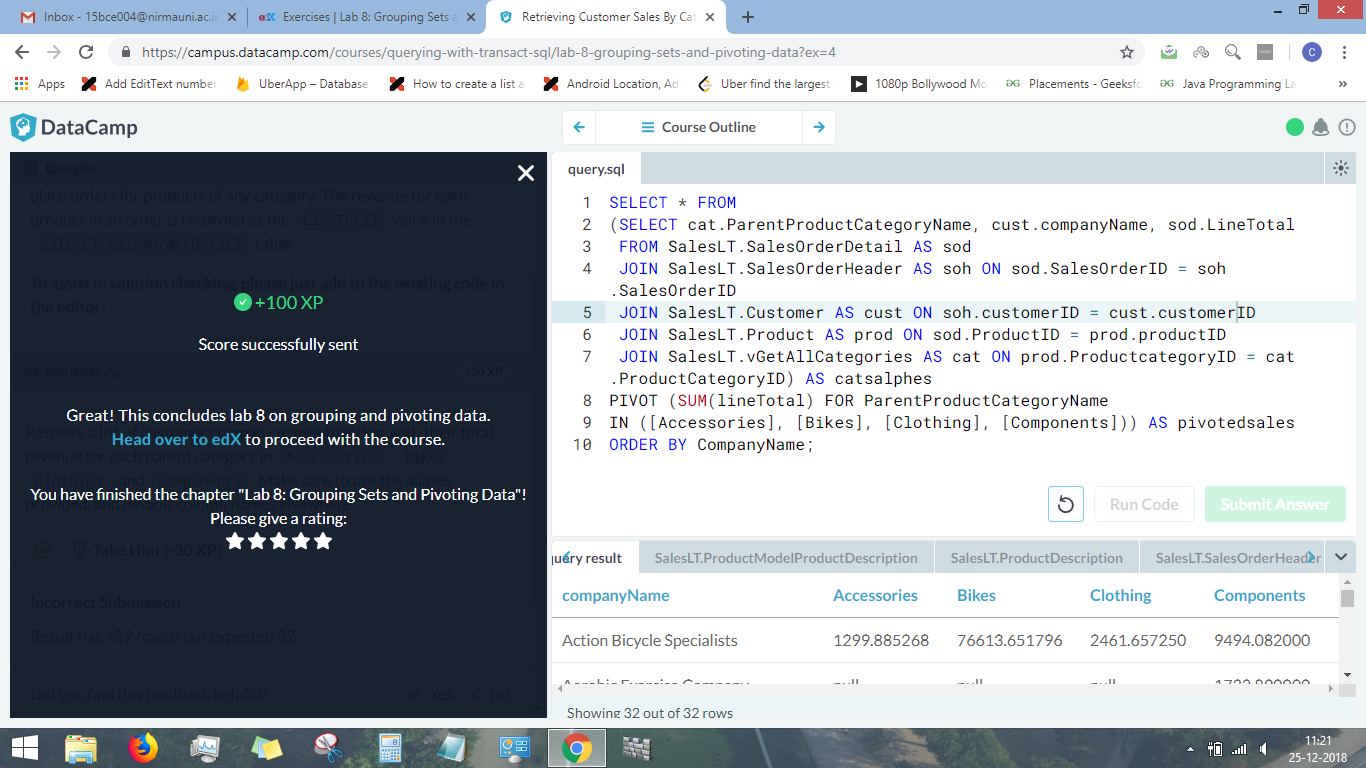 Inbox - 15bce004@nirmauni.ac.in
edX Exercises | Lab 8: Grouping Sets a
Retrieving Customer Sales By Cat
https://campus.datacamp.com/courses/querying-with-transact-sql/lab-8-grouping-sets-and-pivoting-data?ex=4
C
Apps
Add EditText number
UberApp – Database
How to create a list a
Android Location, Ad
Uber find the largest
1080p Bollywood Mo
Placements - Geeksfo
Java Programming La
»
DataCamp
Course Outline
Exercise
place orders for products of any category. The revenue for each
product in an order is recorded as the LineTotal value in the
SalesLT.SalesOrderDetail table.
To assist in solution checking, please just add to the existing code in
the editor!
+100 XP
Score successfully sent
Instructions
100 XP
Great! This concludes lab 8 on grouping and pivoting data.
Head over to edX to proceed with the course.
revenue for each parent category in Accessories, Bikes,
You have finished the chapter "Lab 8: Grouping Sets and Pivoting Data"!
Please give a rating:
Take Hint (-30 XP)
Incorrect Submission
Result has 439 row(s) but expected 32.
Did you find this feedback helpful?
Yes
No
query.sql
1 SELECT * FROM
2 (SELECT cat.ParentProductCategoryName, cust.companyName, sod.LineTotal
3 FROM SalesLT.SalesOrderDetail AS sod
4 JOIN SalesLT.SalesOrderHeader AS soh ON sod.SalesOrderID = soh
.SalesOrderID
5 JOIN SalesLT.Customer AS cust ON soh.customerID = cust.customerID
6 JOIN SalesLT.Product AS prod ON sod.ProductID = prod.productID
7 JOIN SalesLT.vGetAllCategories AS cat ON prod.ProductcategoryID = cat
.ProductCategoryID) AS catsalphes
8 PIVOT (SUM(lineTotal) FOR ParentProductCategoryName
9 IN ([Accessories], [Bikes], [Clothing], [Components])) AS pivotedsales
10 ORDER BY CompanyName;
Run Code
Submit Answer
query result
SalesLT.ProductModelProductDescription
SalesLT.ProductDescription
SalesLT.SalesOrderHeader
companyName Accessories Bikes Clothing Components
Action Bicycle Specialists 1299.885268 76613.651796 2461.657250 9494.082000
Showing 32 out of 32 rows
11:21
25-12-2018